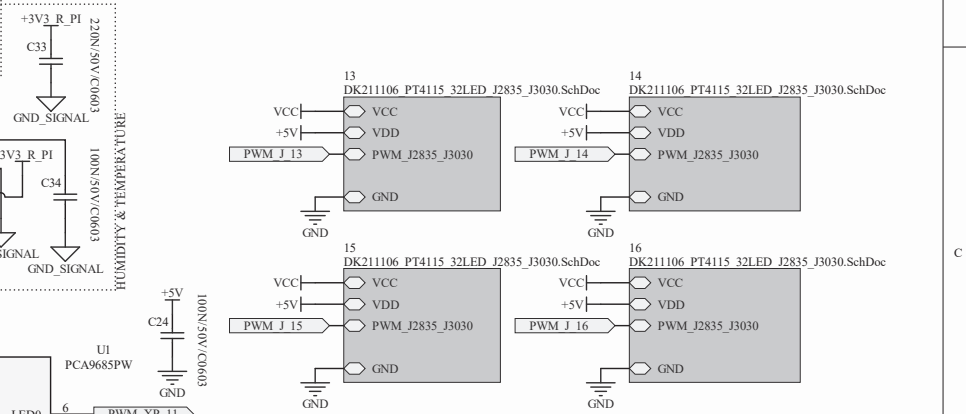 +3V3_R_PI
C33
220N/50V/C0603
GND_SIGNAL
3V3_R_PI
C34
100N/50V/C0603
SIGNAL
GND_SIGNAL
HUMIDITY & TEMPERATURE
13
DK211106_PT4115_32LED_J2835_J3030.SchDoc
VCC
VCC
+5V
VDD
PWM_J_13
PWM_J2835_J3030
GND
GND
14
DK211106_PT4115_32LED_J2835_J3030.SchDoc
VCC
VCC
+5V
VDD
PWM_J_14
PWM_J2835_J3030
GND
GND
15
DK211106_PT4115_32LED_J2835_J3030.SchDoc
VCC
VCC
+5V
VDD
PWM_J_15
PWM_J2835_J3030
GND
GND
16
DK211106_PT4115_32LED_J2835_J3030.SchDoc
VCC
VCC
+5V
VDD
PWM_J_16
PWM_J2835_J3030
GND
GND
C
+5V
C24
100N/50V/C0603
GND
U1
PCA9685PW
LED0
6
PWM_XP_11